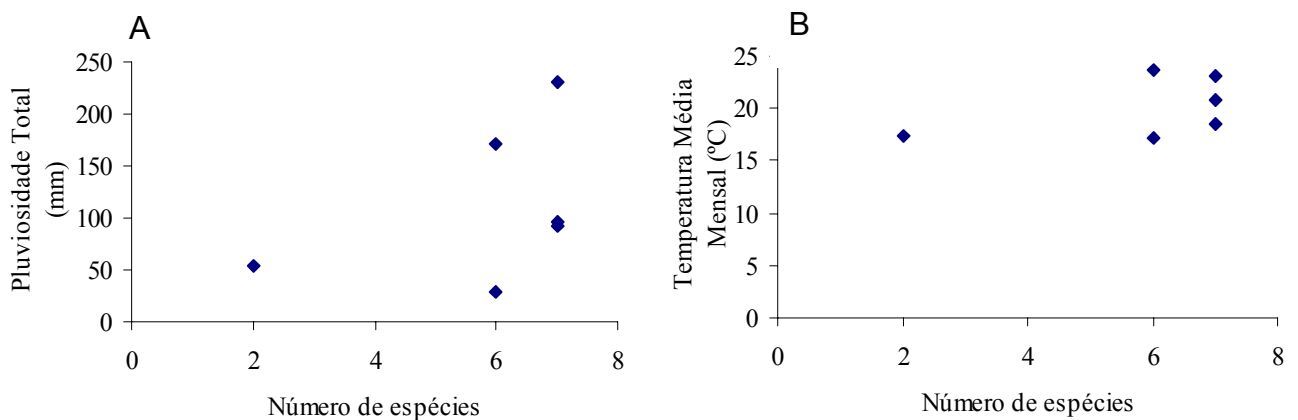 A
250
200
150
100
50
0
0 2 4 6 8
Pluviosidade Total
(mm)
Número de espécies
B
25
20
15
10
5
0
0 2 4 6 8
Temperatura Média
Mensal (ºC)
Número de espécies